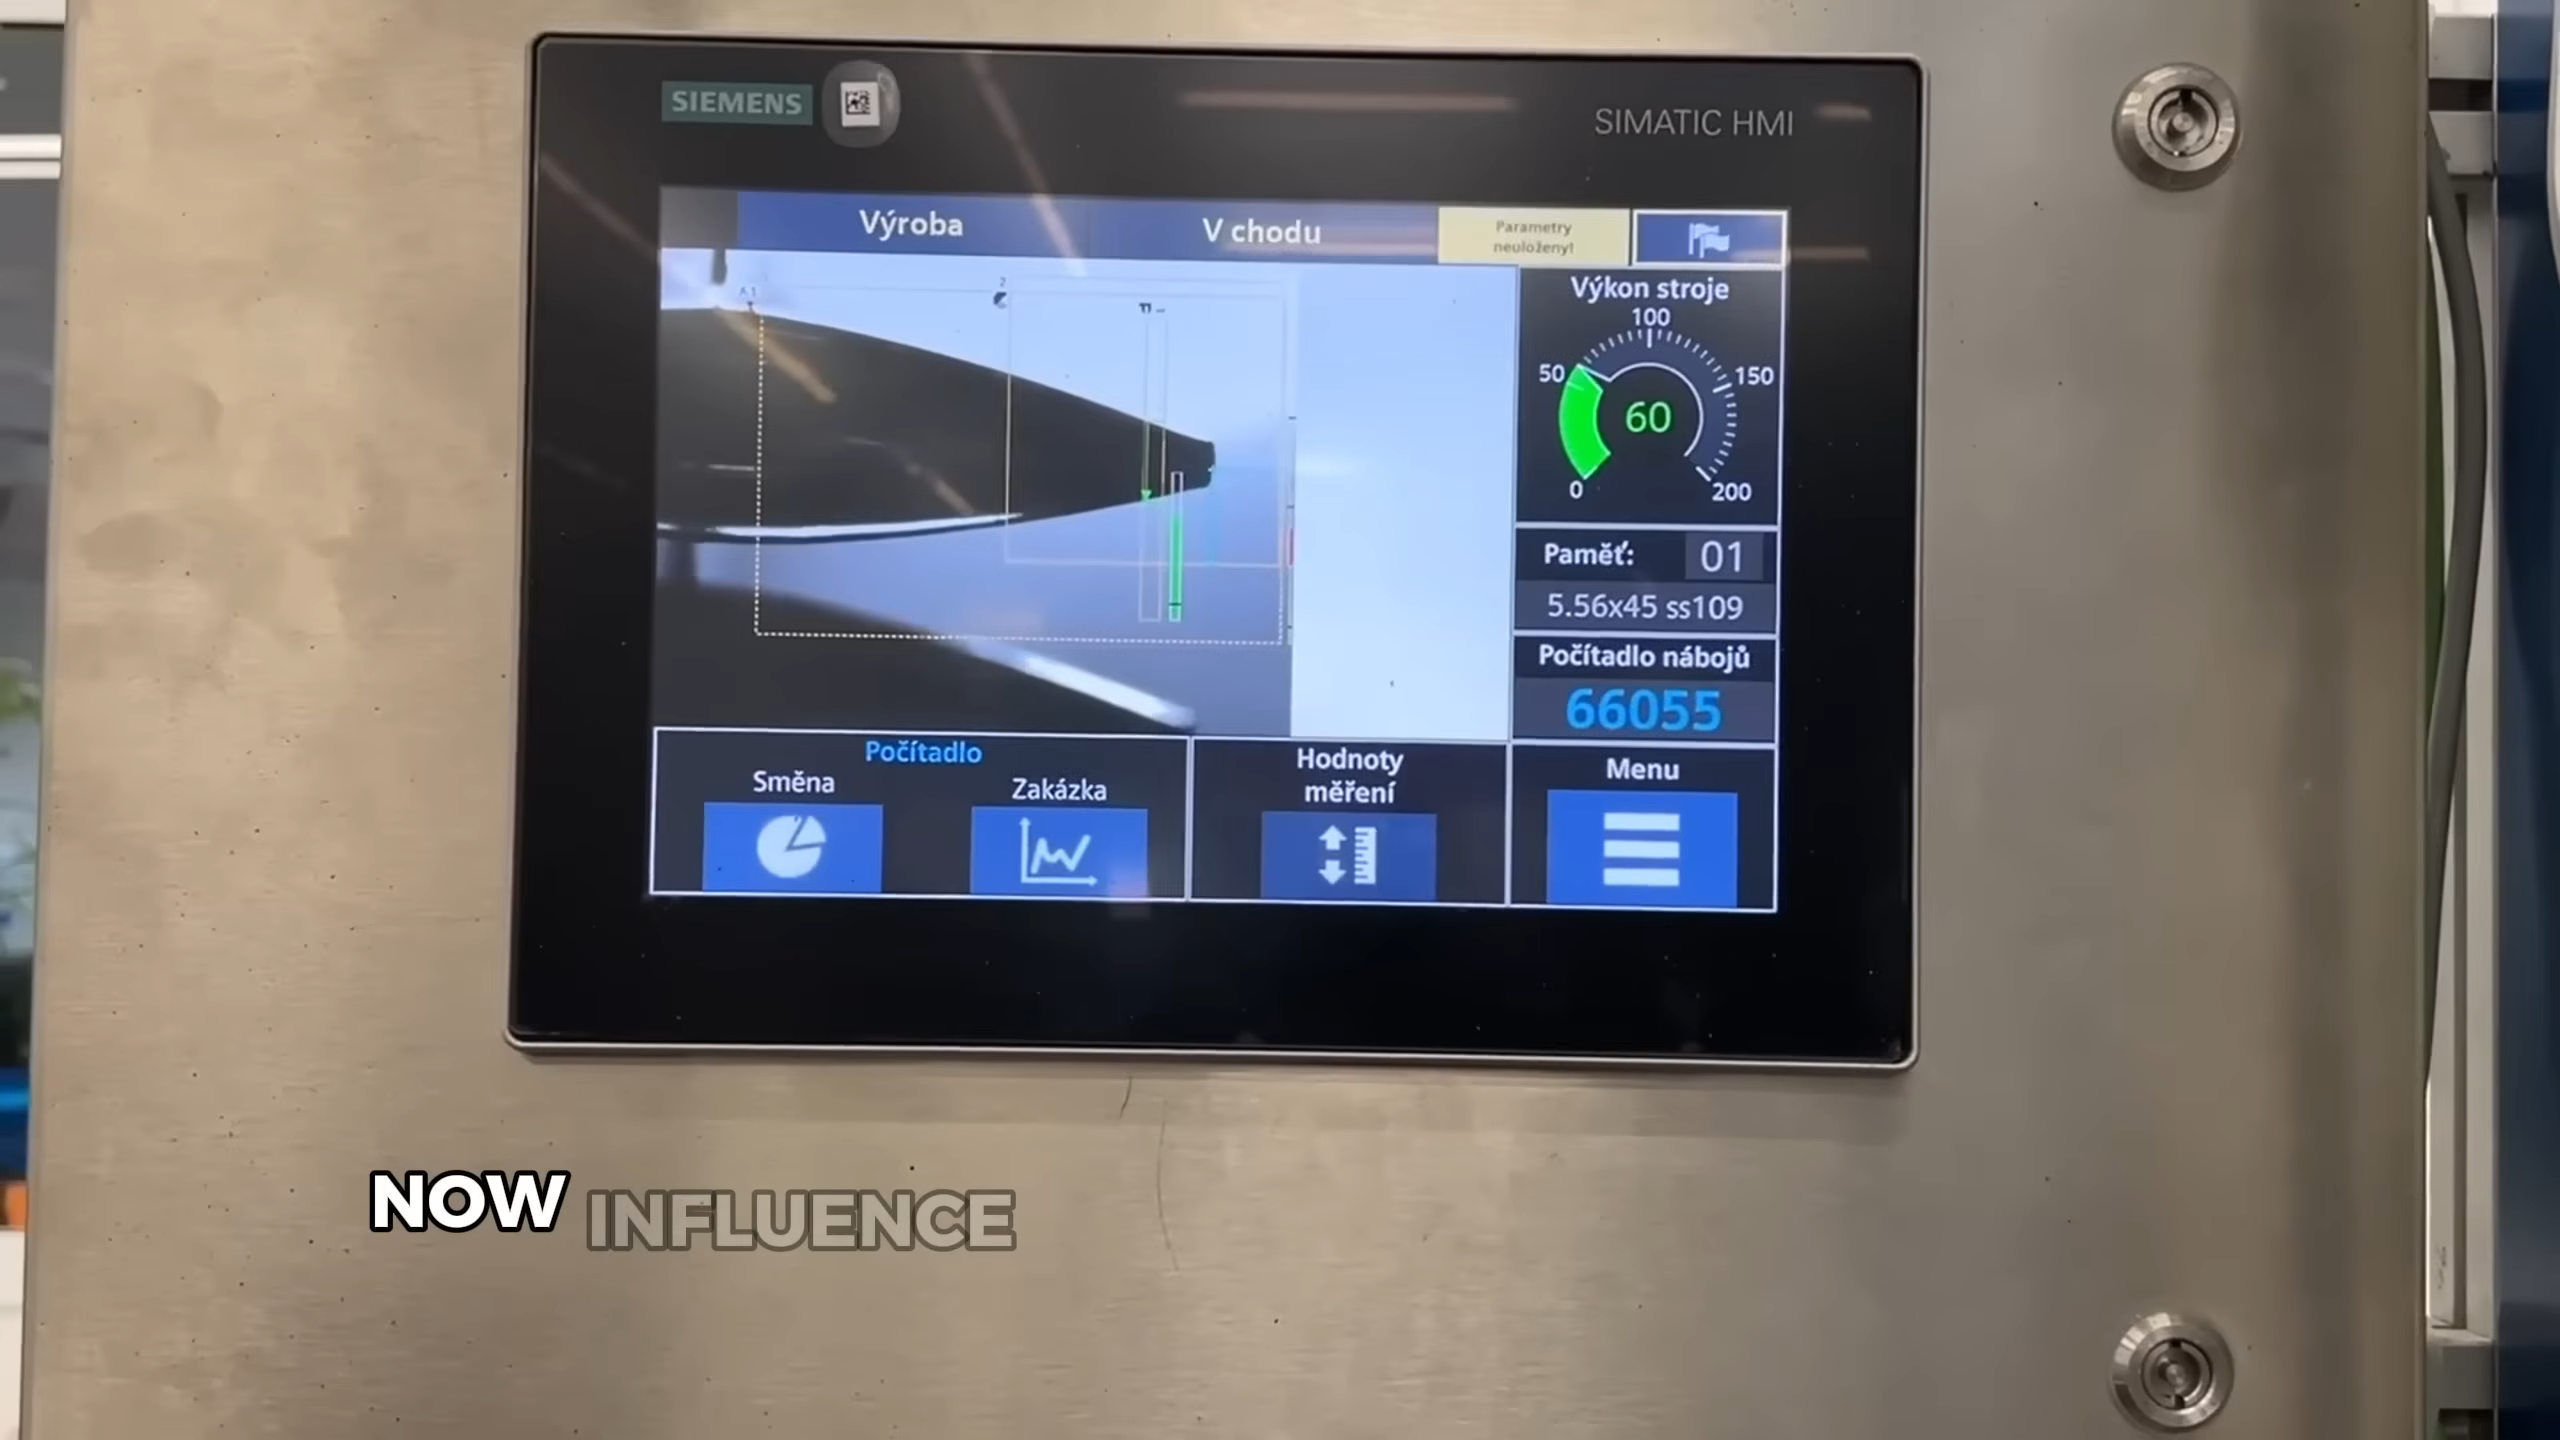 SIEMENS
SIMATIC HMI
Výroba
V chodu
Parametry
neuloženy!
Výkon stroje
100
50
150
60
0
200
Paměť:
01
5.56x45 ss109
Počítadlo nábojů
66055
Počítadlo
Směna
Zakázka
Hodnoty
měření
Menu
NOW INFLUENCE